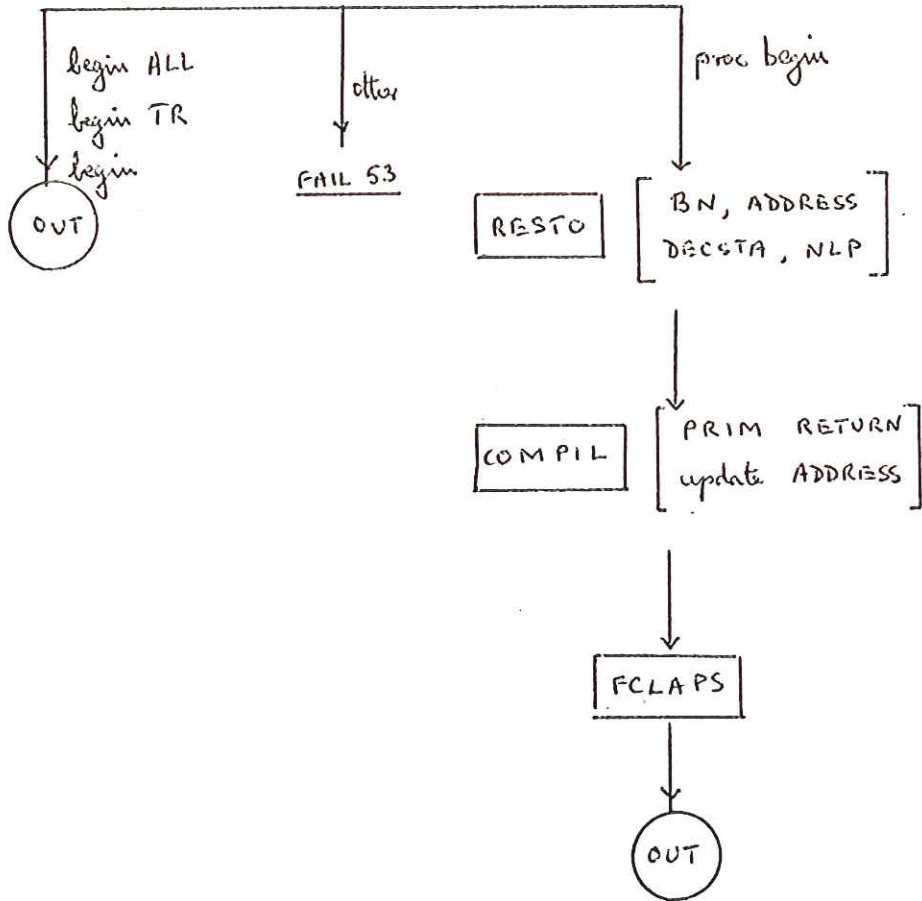 begin ALL
begin TR
begin
OUT
other
FAIL 53
proc begin
RESTO
BN, ADDRESS
DECSTA, NLP
COMPIL
PRIM RETURN
update ADDRESS
FCLAPS
OUT